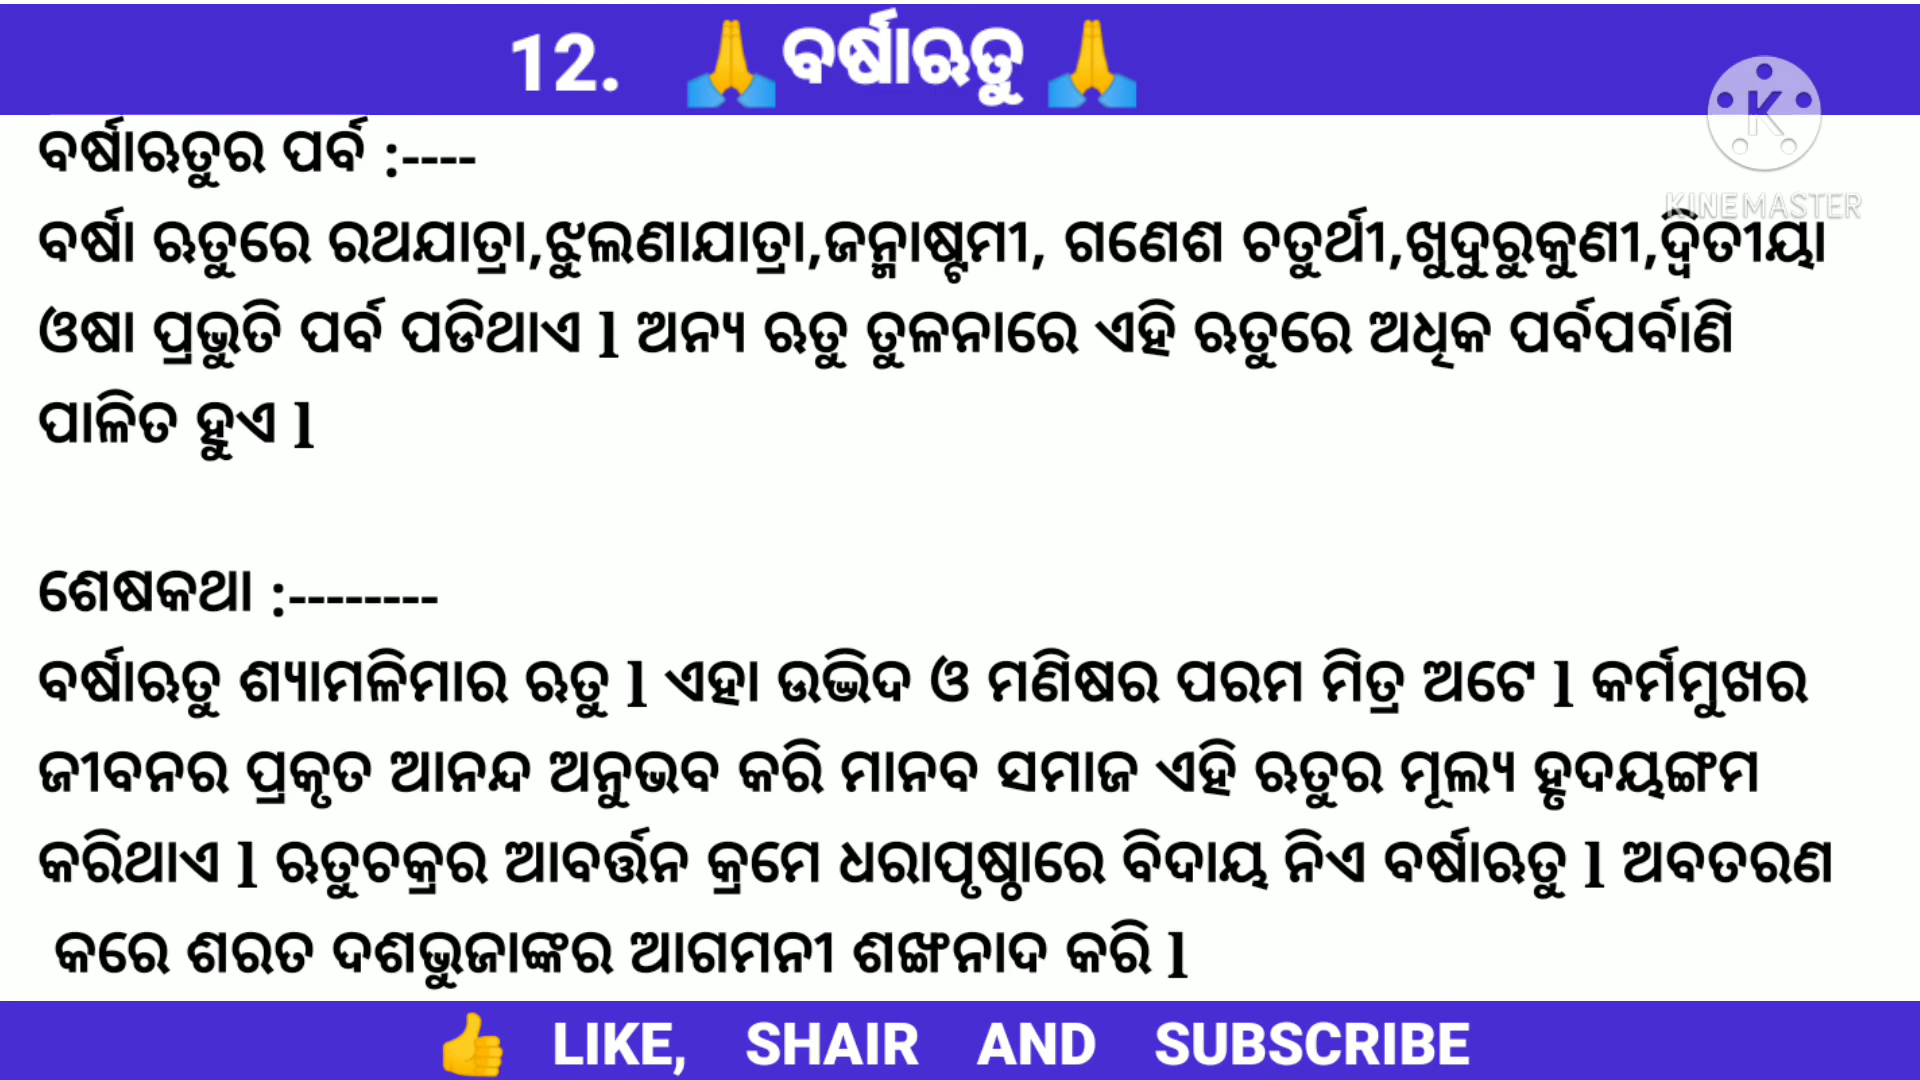 12. 🙏ବର୍ଷାଋତୁ 🙏
KINEMASTER
ବର୍ଷାଋତୁର ପର୍ବ :----
ବର୍ଷା ଋତୁରେ ରଥଯାତ୍ରା,ଝୁଲଣାଯାତ୍ରା,ଜନ୍ମାଷ୍ଟମୀ, ଗଣେଶ ଚତୁର୍ଥୀ,ଖୁଦୁରୁକୁଣୀ,ଦ୍ୱିତୀୟା
ଓଷା ପ୍ରଭୁତି ପର୍ବ ପଡିଥାଏ l ଅନ୍ୟ ଋତୁ ତୁଳନାରେ ଏହି ଋତୁରେ ଅଧିକ ପର୍ବପର୍ବାଣି
ପାଳିତ ହୁଏ l
ଶେଷକଥା :--------
ବର୍ଷାଋତୁ ଶ୍ୟାମଳିମାର ଋତୁ l ଏହା ଉଦ୍ଭିଦ ଓ ମଣିଷର ପରମ ମିତ୍ର ଅଟେ l କର୍ମମୁଖର
ଜୀବନର ପ୍ରକୃତ ଆନନ୍ଦ ଅନୁଭବ କରି ମାନବ ସମାଜ ଏହି ଋତୁର ମୂଲ୍ୟ ହୃଦୟଙ୍ଗମ
କରିଥାଏ l ଋତୁଚକ୍ରର ଆବର୍ତ୍ତନ କ୍ରମେ ଧରାପୃଷ୍ଠାରେ ବିଦାୟ ନିଏ ବର୍ଷାଋତୁ l ଅବତରଣ
କରେ ଶରତ ଦଶଭୁଜାଙ୍କର ଆଗମନୀ ଶଙ୍ଖନାଦ କରି l
👍 LIKE, SHAIR AND SUBSCRIBE